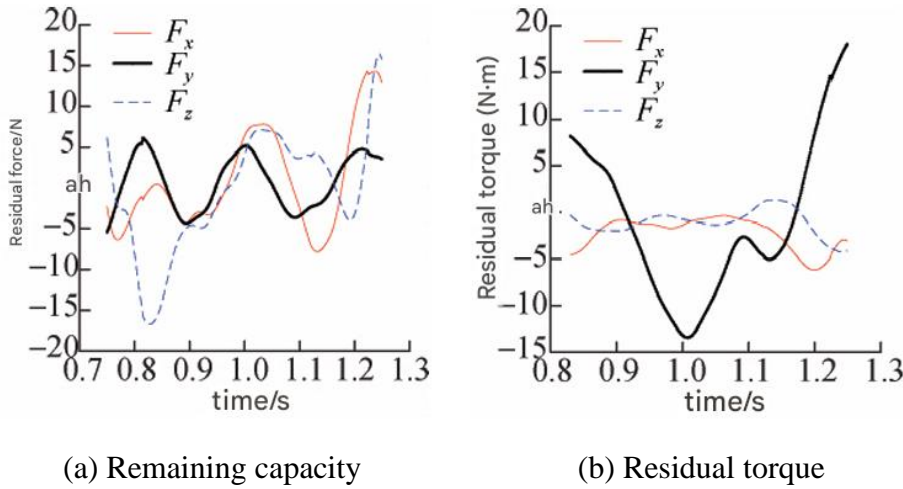 20
15
10
5
ah
−5
−10
−15
−20
Residual force/N
F_x
F_y
F_z
0.7 0.8 0.9 1.0 1.1 1.2 1.3
time/s
20
15
10
5
ah
−5
−10
−15
Residual torque (N·m)
F_x
F_y
F_z
0.8 0.9 1.0 1.1 1.2 1.3
time/s
(a) Remaining capacity
(b) Residual torque